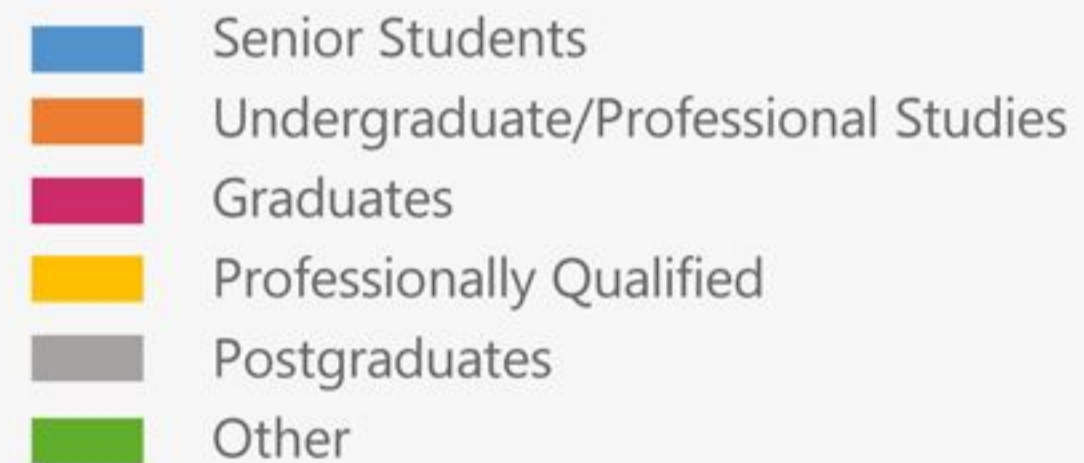 Senior Students
Undergraduate/Professional Studies
Graduates
Professionally Qualified
Postgraduates
Other